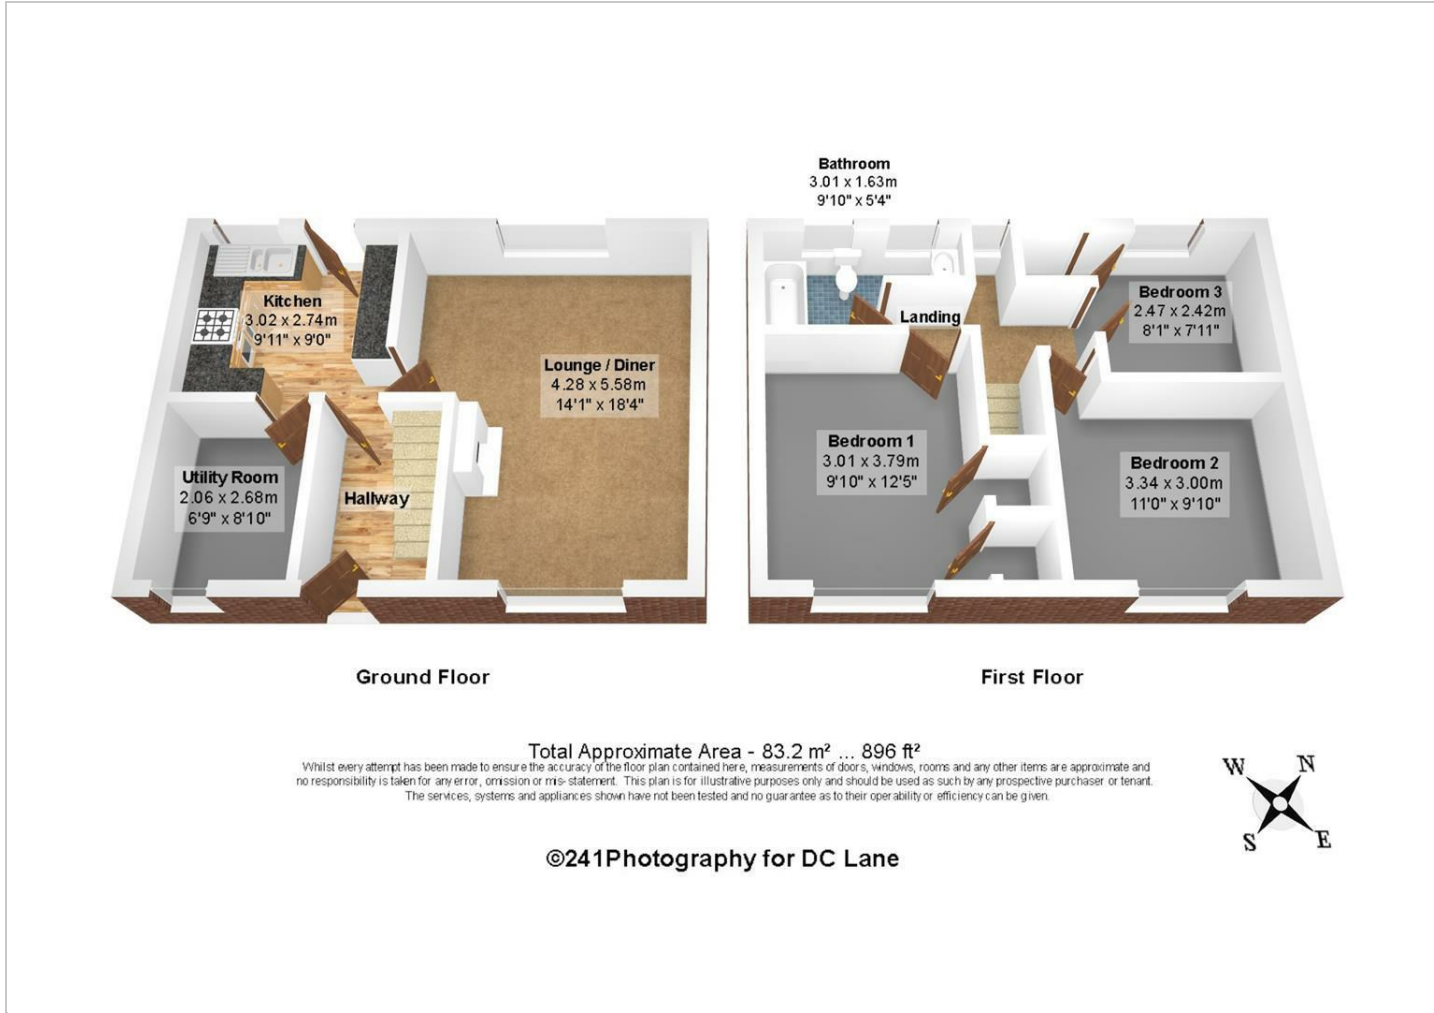 Bathroom
3.01 x 1.63m
9'10" x 5'4"
Kitchen
3.02 x 2.74m
9'11" x 9'0"
Lounge / Diner
4.28 x 5.58m
14'1" x 18'4"
Utility Room
2.06 x 2.68m
6'9" x 8'10"
Hallway
Landing
Bedroom 3
2.47 x 2.42m
8'1" x 7'11"
Bedroom 1
3.01 x 3.79m
9'10" x 12'5"
Bedroom 2
3.34 x 3.00m
11'0" x 9'10"
Ground Floor
First Floor
Total Approximate Area - 83.2 m² ... 896 ft²
Whilst every attempt has been made to ensure the accuracy of the floor plan contained here, measurements of doors, windows, rooms and any other items are approximate and
no responsibility is taken for any error, omission or mis- statement. This plan is for illustrative purposes only and should be used as such by any prospective purchaser or tenant.
The services, systems and appliances shown have not been tested and no guarantee as to their operability or efficiency can be given.
W N
S E
©241Photography for DC Lane